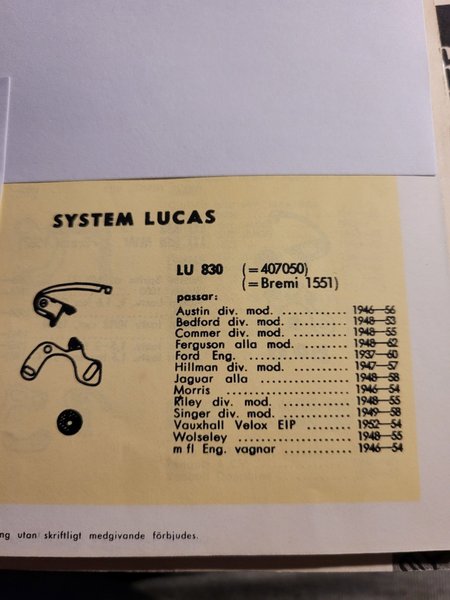 SYSTEM LUCAS
LU 830 (=407050)
(=Bremi 1551)
passar:
Austin div. mod. .............. 1946—56
Bedford div. mod. ............ 1948—53
Commer div. mod. ............ 1948—55
Ferguson alla mod. .......... 1948—62
Ford Eng. ..................... 1937—60
Hillman div. mod. ............ 1947—57
Jaguar alla .................... 1948—58
Morris ........................ 1946—54
Riley div. mod. ............... 1948—55
Singer div. mod. ............. 1949—58
Vauxhall Velox EIP .......... 1952—54
Wolseley ...................... 1948—55
m fl Eng. vagnar ............. 1946—54
ng utan skriftligt medgivande förbjudes.